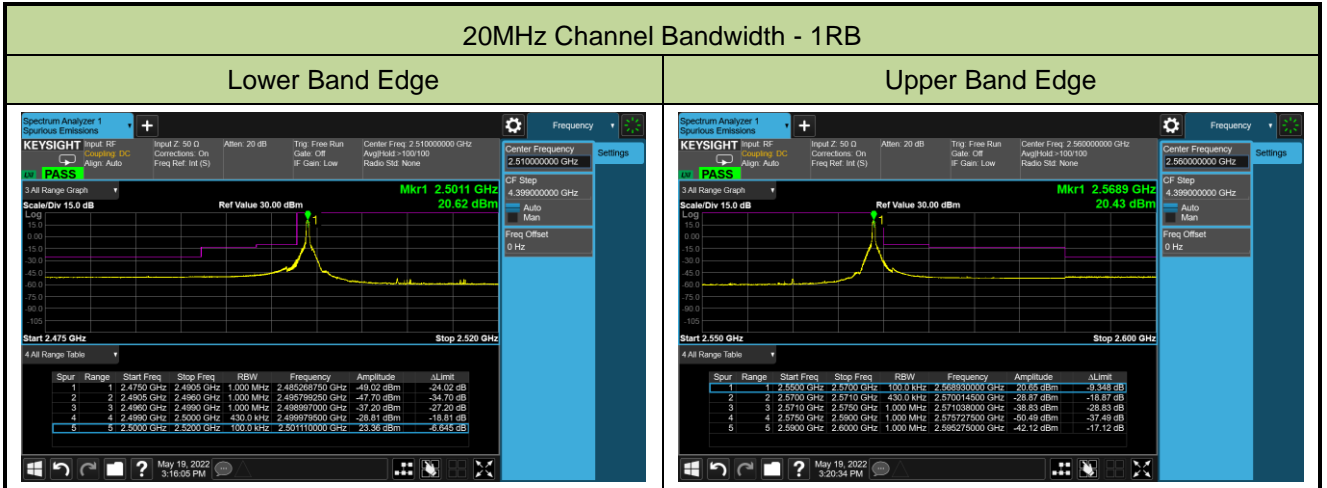 20MHz Channel Bandwidth - 1RB
Lower Band Edge
Upper Band Edge
Spectrum Analyzer 1
Spurious Emissions
Frequency
KEYSIGHT
Input: RF
Coupling: DC
Align: Auto
Input Z: 50 Ω
Corrections: On
Freq Ref: Int (S)
Atten: 20 dB
Trig: Free Run
Gate: Off
IF Gain: Low
Center Freq: 2.510000000 GHz
Avg|Hold:>100/100
Radio Std: None
Center Frequency
2.510000000 GHz
Settings
PASS
CF Step
4.399000000 GHz
Auto
Man
Freq Offset
0 Hz
3 All Range Graph
Mkr1 2.5011 GHz
Scale/Div 15.0 dB
Ref Value 30.00 dBm
20.62 dBm
Log
1
15.0
0.00
-15.0
-30.0
-45.0
-60.0
-75.0
-90.0
-105
Start 2.475 GHz
Stop 2.520 GHz
4 All Range Table
Spur Range Start Freq Stop Freq RBW Frequency Amplitude ΔLimit
1 1 2.4750 GHz 2.4905 GHz 1.000 MHz 2.485268750 GHz -49.02 dBm -24.02 dB
2 2 2.4905 GHz 2.4960 GHz 1.000 MHz 2.495799250 GHz -47.70 dBm -34.70 dB
3 3 2.4960 GHz 2.4990 GHz 1.000 MHz 2.498997000 GHz -37.20 dBm -27.20 dB
4 4 2.4990 GHz 2.5000 GHz 430.0 kHz 2.499979500 GHz -28.81 dBm -18.81 dB
5 5 2.5000 GHz 2.5200 GHz 100.0 kHz 2.501110000 GHz 23.36 dBm -6.645 dB
?
May 19, 2022
3:16:05 PM
Spectrum Analyzer 1
Spurious Emissions
Frequency
KEYSIGHT
Input: RF
Coupling: DC
Align: Auto
Input Z: 50 Ω
Corrections: On
Freq Ref: Int (S)
Atten: 20 dB
Trig: Free Run
Gate: Off
IF Gain: Low
Center Freq: 2.560000000 GHz
Avg|Hold:>100/100
Radio Std: None
Center Frequency
2.560000000 GHz
Settings
PASS
CF Step
4.399000000 GHz
Auto
Man
Freq Offset
0 Hz
3 All Range Graph
Mkr1 2.5689 GHz
Scale/Div 15.0 dB
Ref Value 30.00 dBm
20.43 dBm
Log
1
15.0
0.00
-15.0
-30.0
-45.0
-60.0
-75.0
-90.0
-105
Start 2.550 GHz
Stop 2.600 GHz
4 All Range Table
Spur Range Start Freq Stop Freq RBW Frequency Amplitude ΔLimit
1 1 2.5500 GHz 2.5700 GHz 100.0 kHz 2.568930000 GHz 20.65 dBm -9.348 dB
2 2 2.5700 GHz 2.5710 GHz 430.0 kHz 2.570014500 GHz -28.87 dBm -18.87 dB
3 3 2.5710 GHz 2.5750 GHz 1.000 MHz 2.571038000 GHz -38.83 dBm -28.83 dB
4 4 2.5750 GHz 2.5900 GHz 1.000 MHz 2.575727500 GHz -50.49 dBm -37.49 dB
5 5 2.5900 GHz 2.6000 GHz 1.000 MHz 2.595275000 GHz -42.12 dBm -17.12 dB
?
May 19, 2022
3:20:34 PM